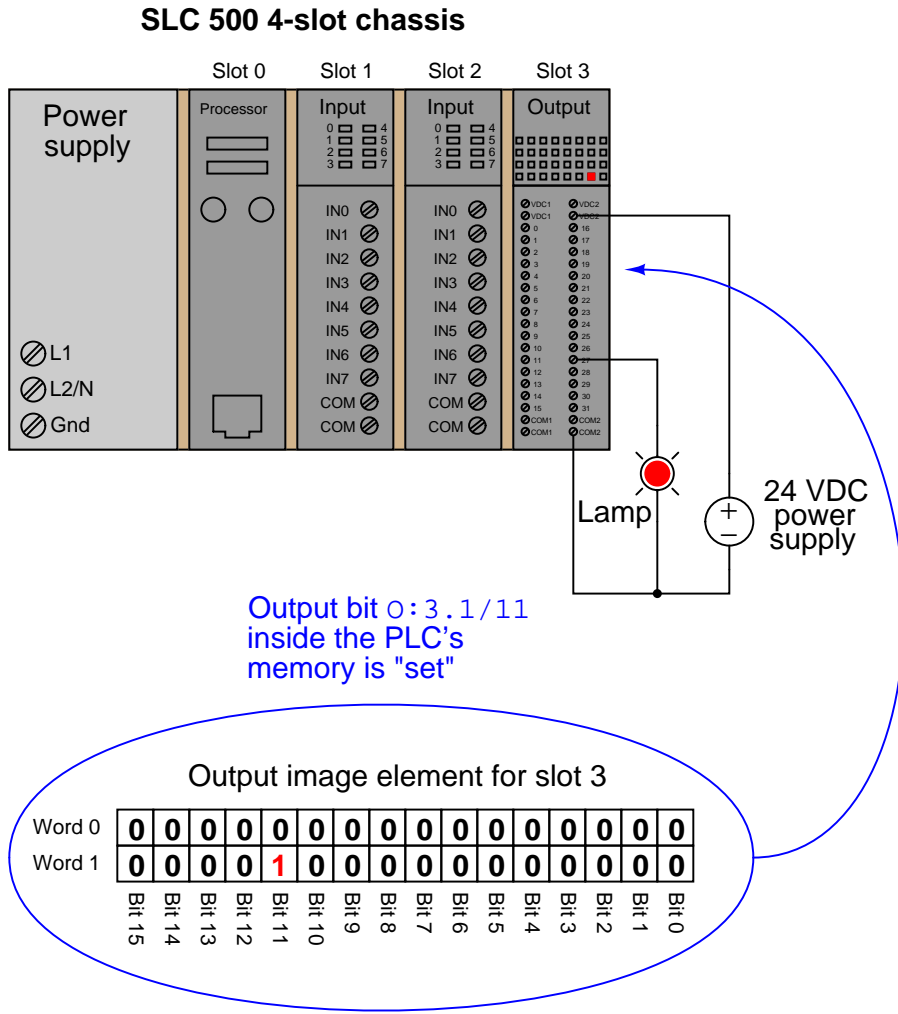 SLC 500 4-slot chassis
Slot 0 Slot 1 Slot 2 Slot 3
Power
supply
L1
L2/N
Gnd
Processor
Input
0 4
1 5
2 6
3 7
IN0
IN1
IN2
IN3
IN4
IN5
IN6
IN7
COM
COM
Input
0 4
1 5
2 6
3 7
IN0
IN1
IN2
IN3
IN4
IN5
IN6
IN7
COM
COM
Output
VDC1 VDC2
VDC1 VDC2
0 16
1 17
2 18
3 19
4 20
5 21
6 22
7 23
8 24
9 25
10 26
11 27
12 28
13 29
14 30
15 31
COM1 COM2
COM1 COM2
Lamp
+
−
24 VDC
power
supply
Output bit O:3.1/11
inside the PLC's
memory is "set"
Output image element for slot 3
Word 0 0 0 0 0 0 0 0 0 0 0 0 0 0 0 0 0
Word 1 0 0 0 0 1 0 0 0 0 0 0 0 0 0 0 0
Bit 15 Bit 14 Bit 13 Bit 12 Bit 11 Bit 10 Bit 9 Bit 8 Bit 7 Bit 6 Bit 5 Bit 4 Bit 3 Bit 2 Bit 1 Bit 0